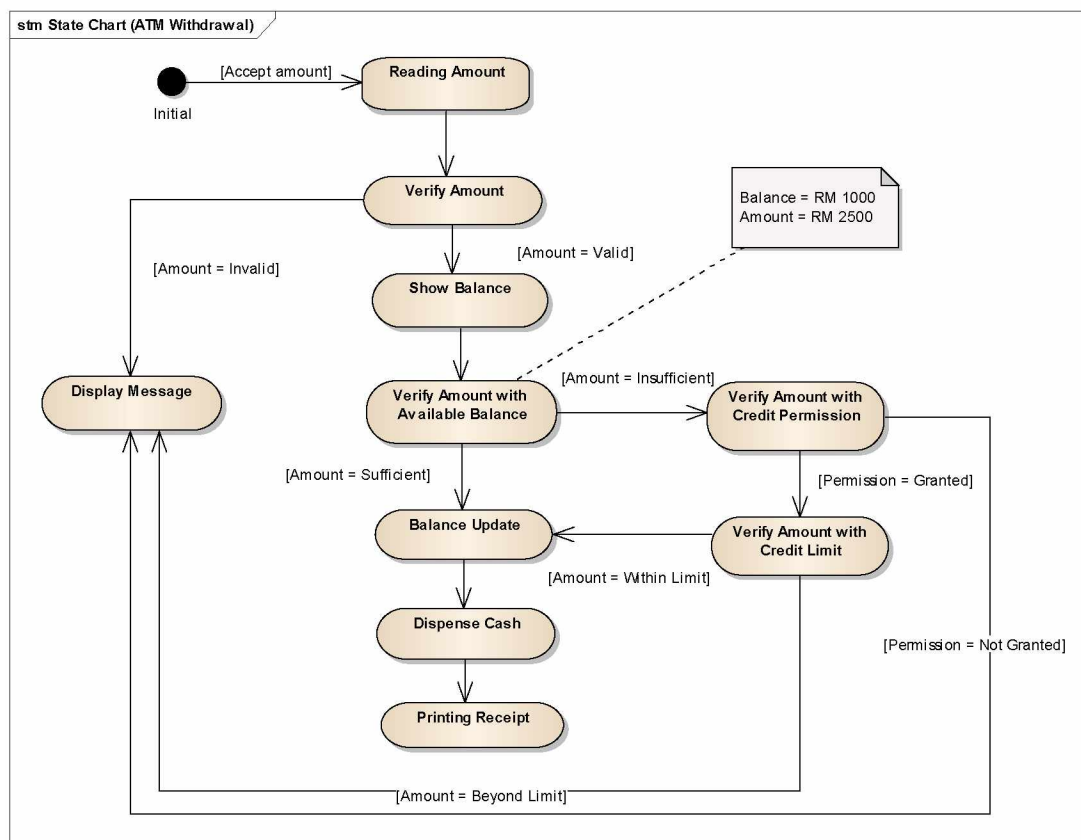 stm State Chart (ATM Withdrawal)
[Accept amount]
Reading Amount
Initial
Verify Amount
Balance = RM 1000
Amount = RM 2500
[Amount = Invalid]
[Amount = Valid]
Show Balance
Display Message
Verify Amount with
Available Balance
[Amount = Insufficient]
Verify Amount with
Credit Permission
[Amount = Sufficient]
[Permission = Granted]
Balance Update
Verify Amount with
Credit Limit
[Amount = Within Limit]
Dispense Cash
[Permission = Not Granted]
Printing Receipt
[Amount = Beyond Limit]